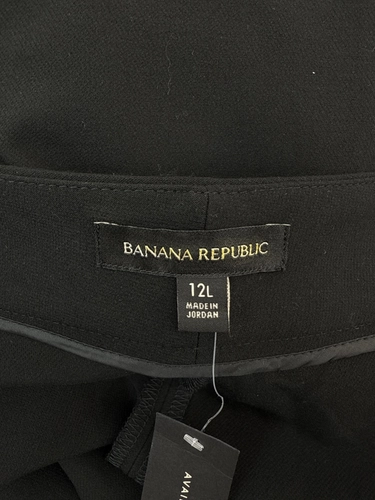 BANANA REPUBLIC
12L
MADE IN
JORDAN